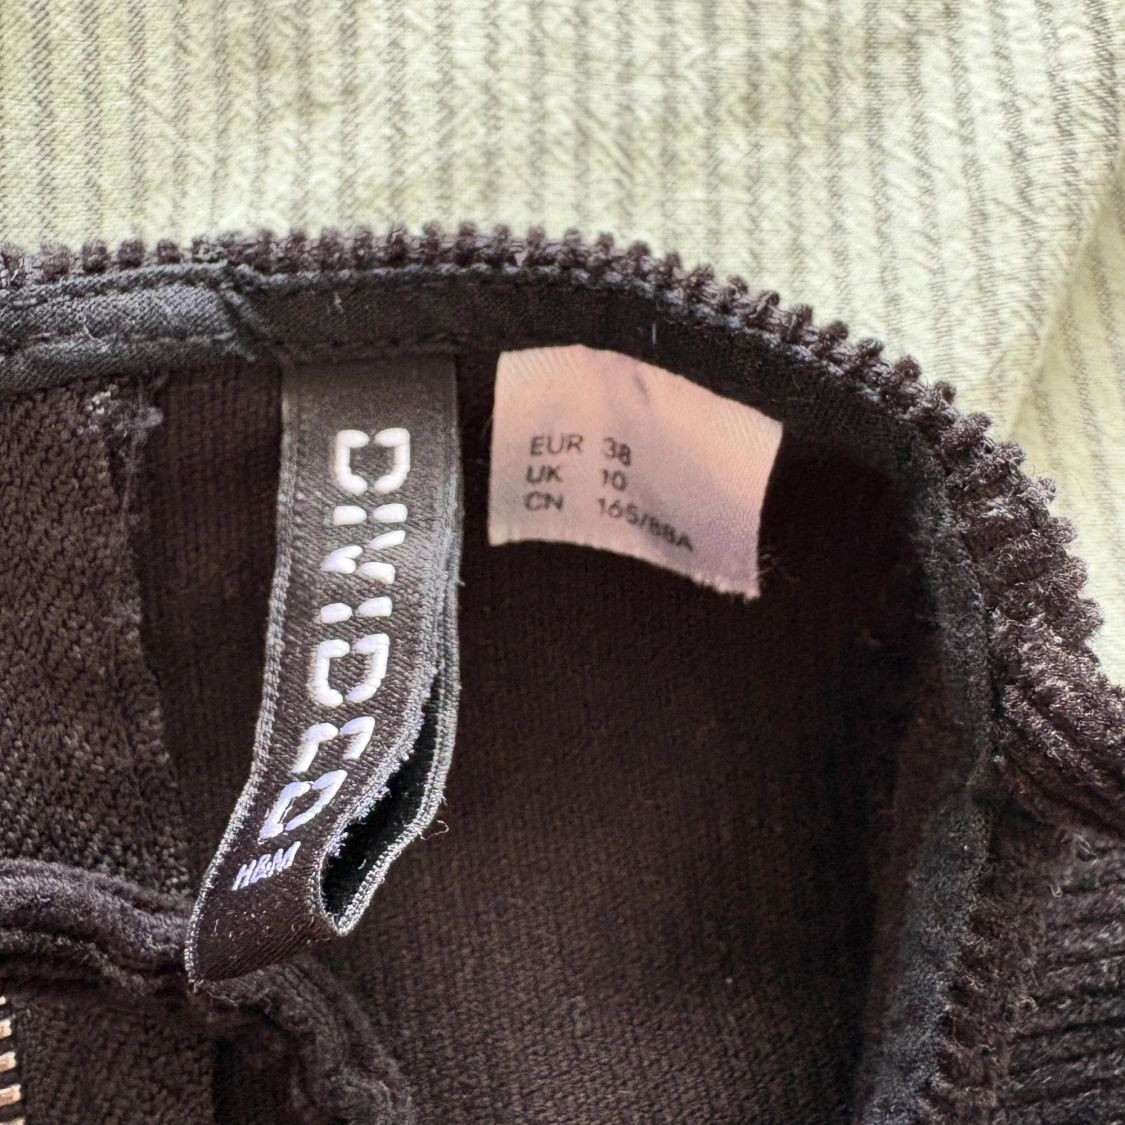 DIVIDED
H&M
EUR 38
UK 10
CN 165/88A